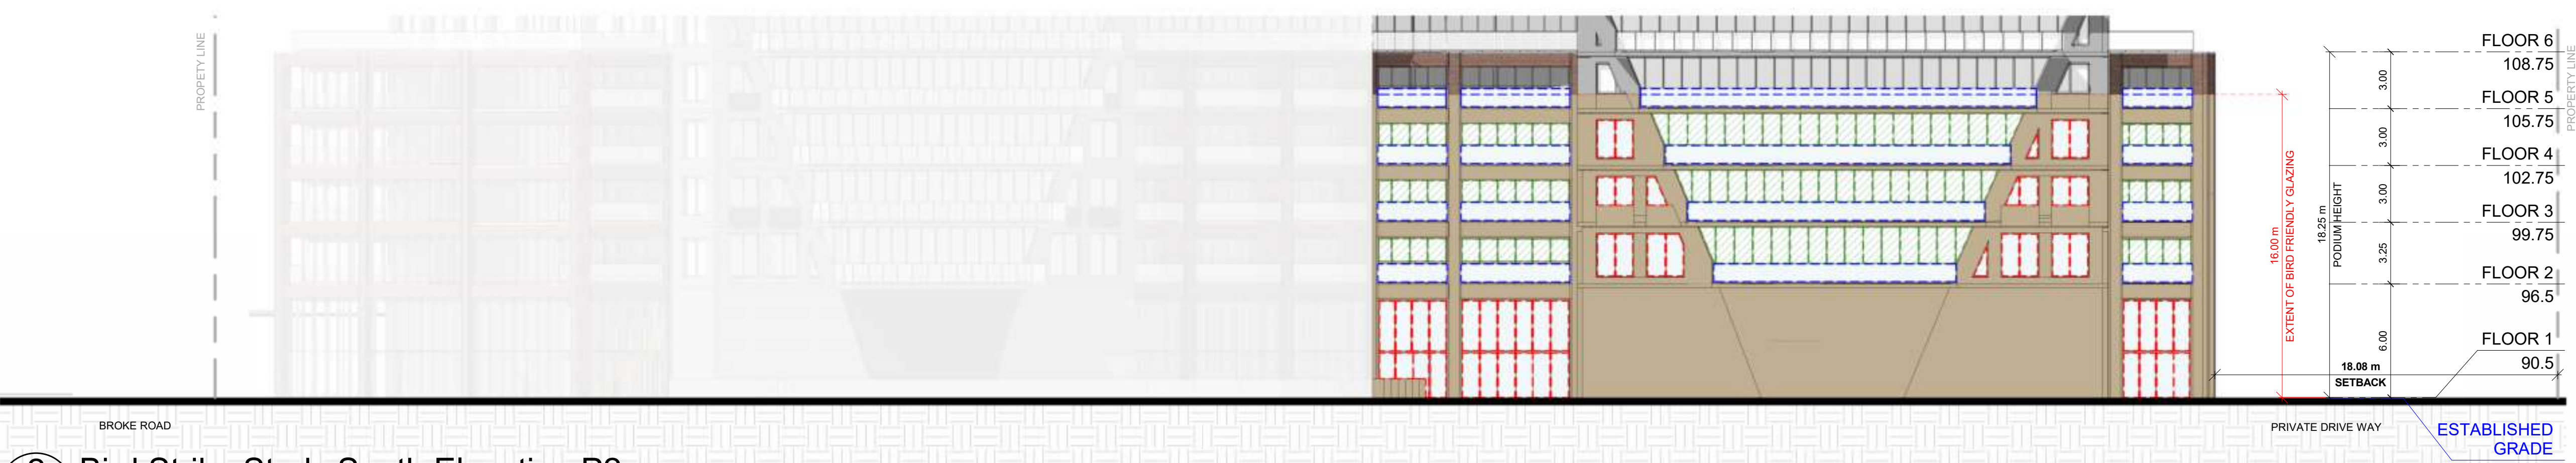 PROPETY LINE
FLOOR 6
108.75
3.00
FLOOR 5
105.75
3.00
FLOOR 4
102.75
3.00
FLOOR 3
99.75
3.25
FLOOR 2
96.5
6.00
FLOOR 1
90.5
PROPERTY LINE
16.00 m
EXTENT OF BIRD FRIENDLY GLAZING
18.25 m
PODIUM HEIGHT
18.08 m
SETBACK
BROKE ROAD
PRIVATE DRIVE WAY
ESTABLISHED
GRADE